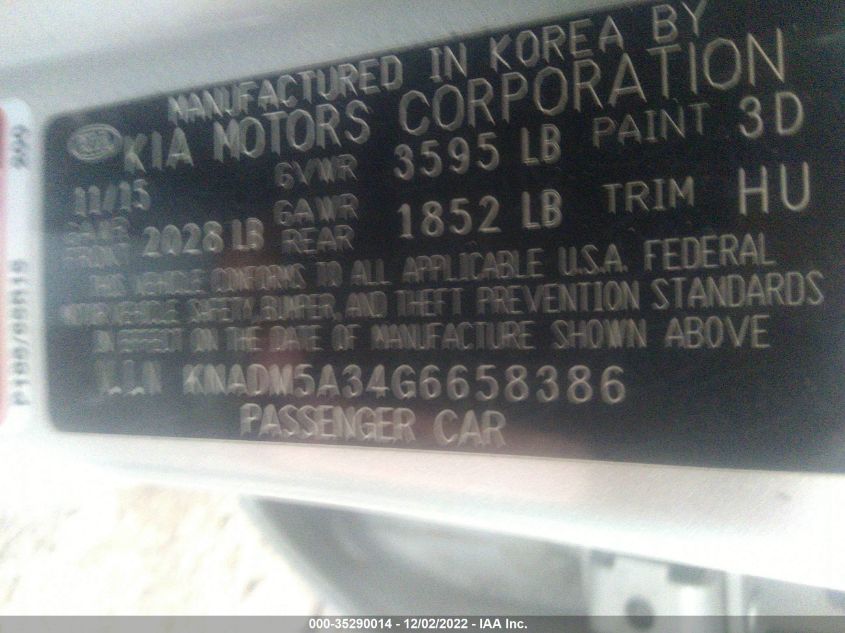 MANUFACTURED IN KOREA BY
KIA MOTORS CORPORATION
11/15 GVWR 3595 LB PAINT 3D
GAWR FRONT 2028 LB GAWR REAR 1852 LB TRIM HU
THIS VEHICLE CONFORMS TO ALL APPLICABLE U.S.A. FEDERAL
MOTOR VEHICLE SAFETY, BUMPER, AND THEFT PREVENTION STANDARDS
IN EFFECT ON THE DATE OF MANUFACTURE SHOWN ABOVE
VIN KNADM5A34G6658386
PASSENGER CAR
000-35290014 - 12/02/2022 - IAA Inc.